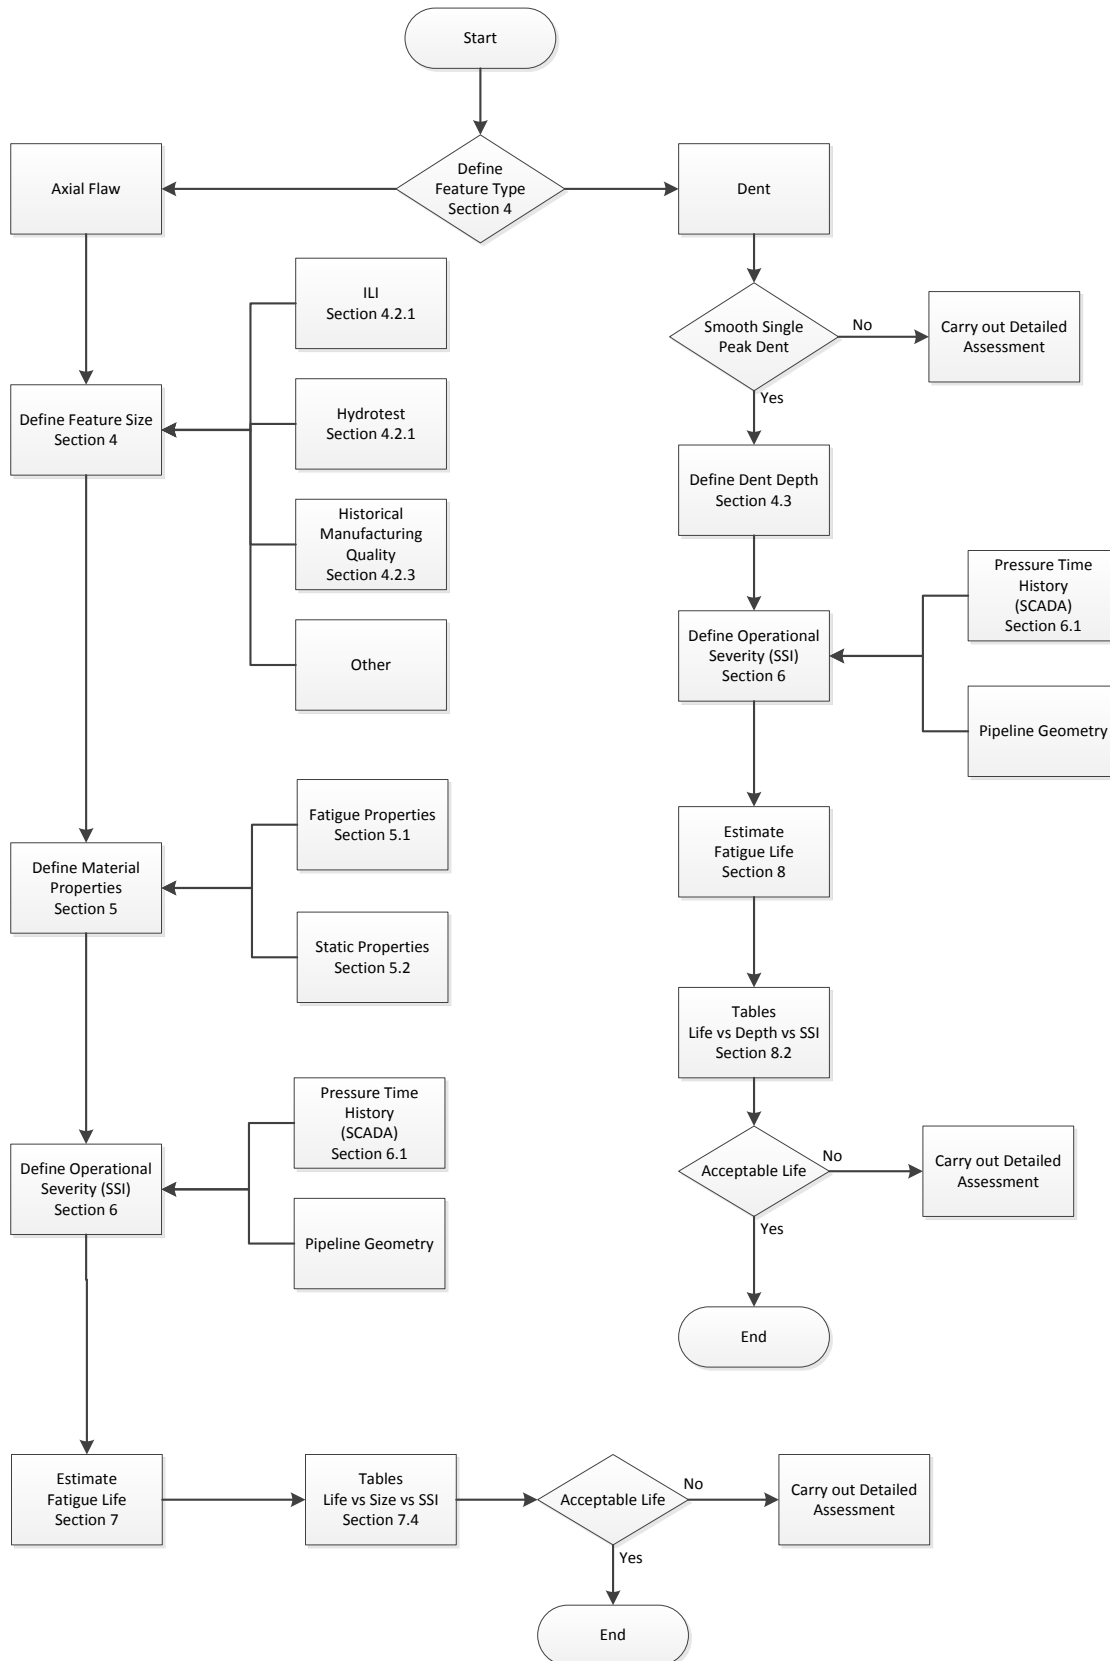 Start
Define
Feature Type
Section 4
Axial Flaw
Dent
ILI
Section 4.2.1
Smooth Single
Peak Dent
No
Carry out Detailed
Assessment
Yes
Define Feature Size
Section 4
Hydrotest
Section 4.2.1
Define Dent Depth
Section 4.3
Historical
Manufacturing
Quality
Section 4.2.3
Pressure Time
History
(SCADA)
Section 6.1
Other
Define Operational
Severity (SSI)
Section 6
Pipeline Geometry
Fatigue Properties
Section 5.1
Estimate
Fatigue Life
Section 8
Define Material
Properties
Section 5
Static Properties
Section 5.2
Tables
Life vs Depth vs SSI
Section 8.2
Pressure Time
History
(SCADA)
Section 6.1
Define Operational
Severity (SSI)
Section 6
Acceptable Life
No
Carry out Detailed
Assessment
Yes
Pipeline Geometry
End
Estimate
Fatigue Life
Section 7
Tables
Life vs Size vs SSI
Section 7.4
Acceptable Life
No
Carry out Detailed
Assessment
Yes
End